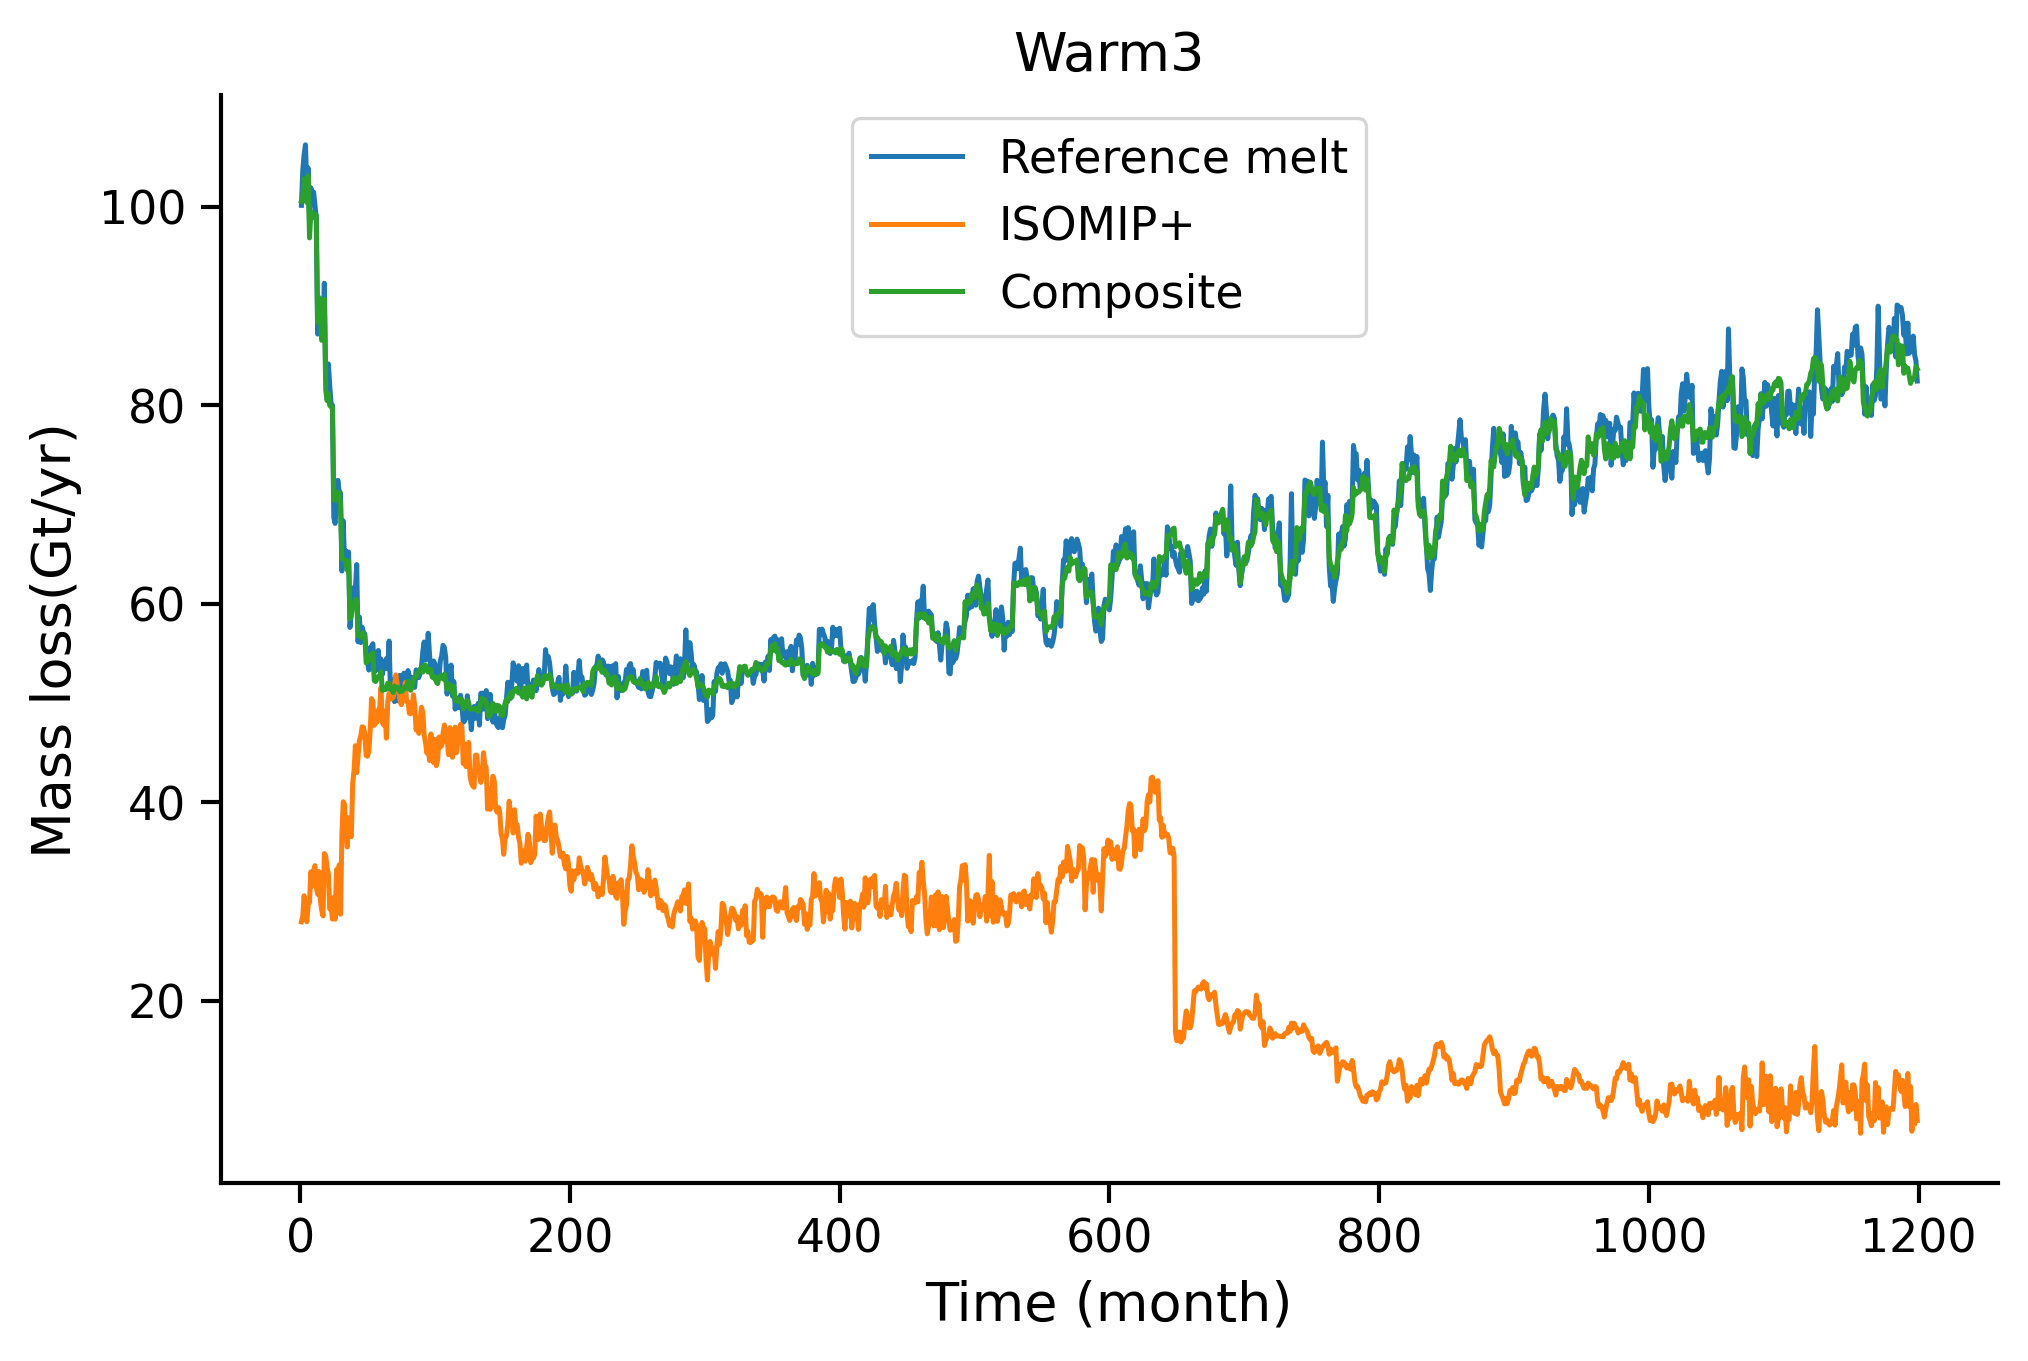 Warm3
Reference melt
ISOMIP+
Composite
Mass loss(Gt/yr)
100
80
60
40
20
0 200 400 600 800 1000 1200
Time (month)